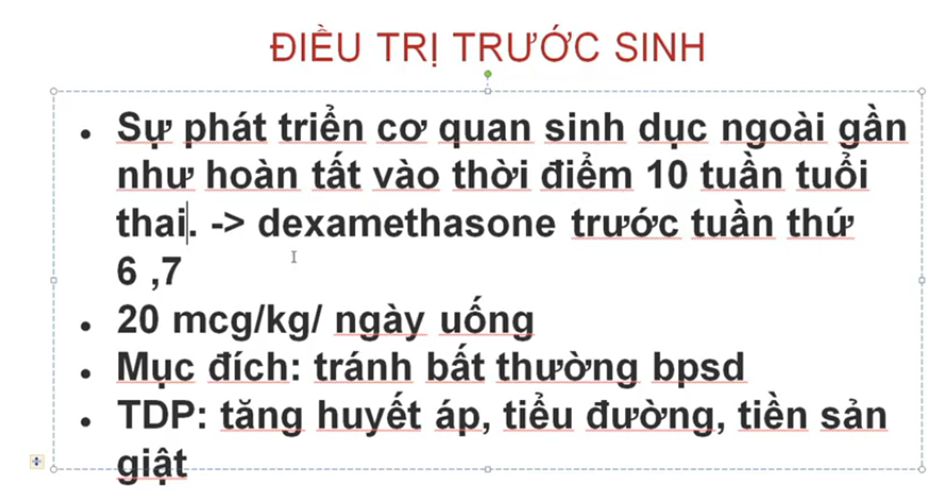 ĐIỀU TRỊ TRƯỚC SINH
• Sự phát triển cơ quan sinh dục ngoài gần
như hoàn tất vào thời điểm 10 tuần tuổi
thai. -> dexamethasone trước tuần thứ
6 ,7
• 20 mcg/kg/ ngày uống
• Mục đích: tránh bất thường bpsd
• TDP: tăng huyết áp, tiểu đường, tiền sản
giật